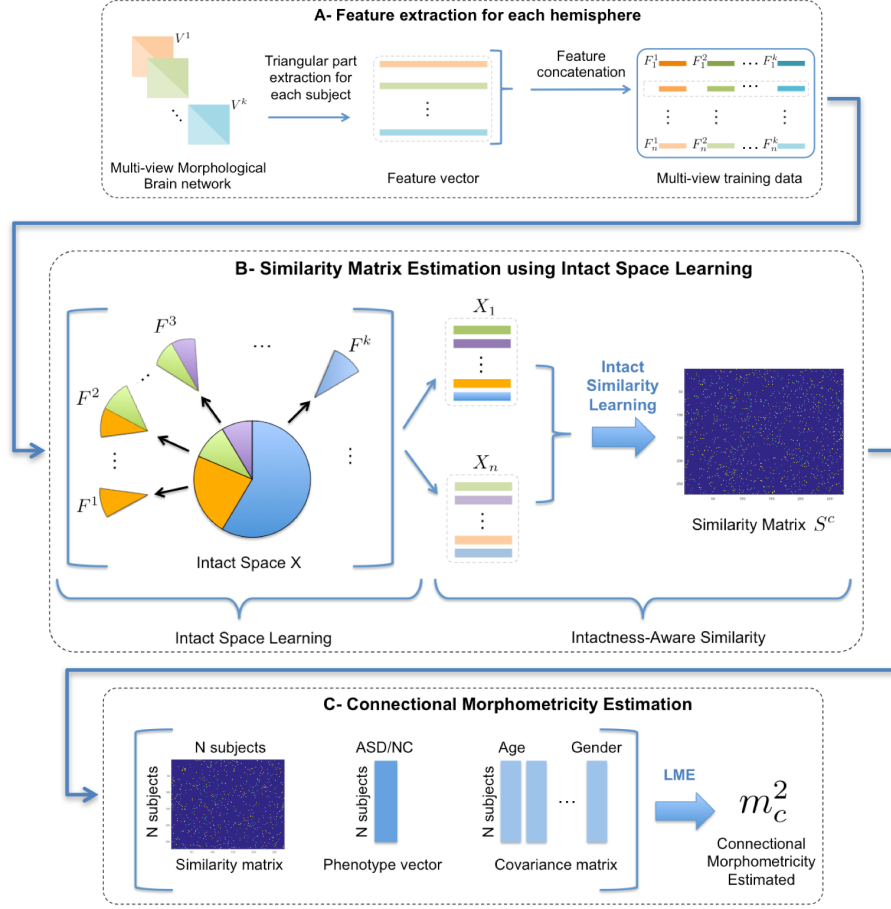 A- Feature extraction for each hemisphere
V^1
V^k
Multi-view Morphological
Brain network
Triangular part
extraction for
each subject
Feature vector
Feature
concatenation
F_1^1 F_1^2 ... F_1^k
...
F_n^1 F_n^2 ... F_n^k
Multi-view training data
B- Similarity Matrix Estimation using Intact Space Learning
F^1
F^2
F^3
...
F^k
Intact Space X
Intact Space Learning
X_1
X_n
Intact
Similarity
Learning
Similarity Matrix S^c
Intactness-Aware Similarity
C- Connectional Morphometricity Estimation
N subjects
N subjects
Similarity matrix
ASD/NC
N subjects
Phenotype vector
Age
Gender
N subjects
...
Covariance matrix
LME
m_c^2
Connectional
Morphometricity
Estimated